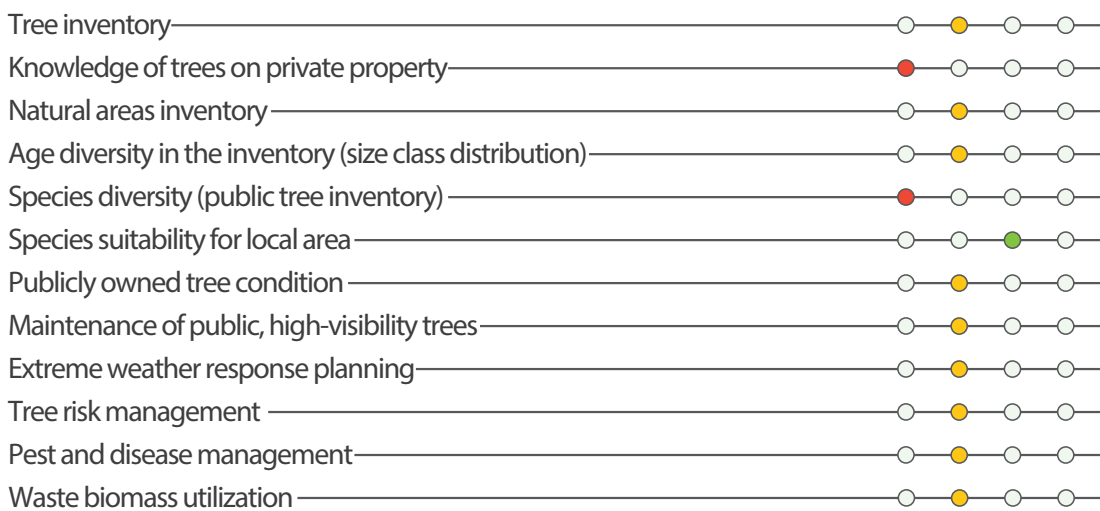 Tree inventory
Knowledge of trees on private property
Natural areas inventory
Age diversity in the inventory (size class distribution)
Species diversity (public tree inventory)
Species suitability for local area
Publicly owned tree condition
Maintenance of public, high-visibility trees
Extreme weather response planning
Tree risk management
Pest and disease management
Waste biomass utilization